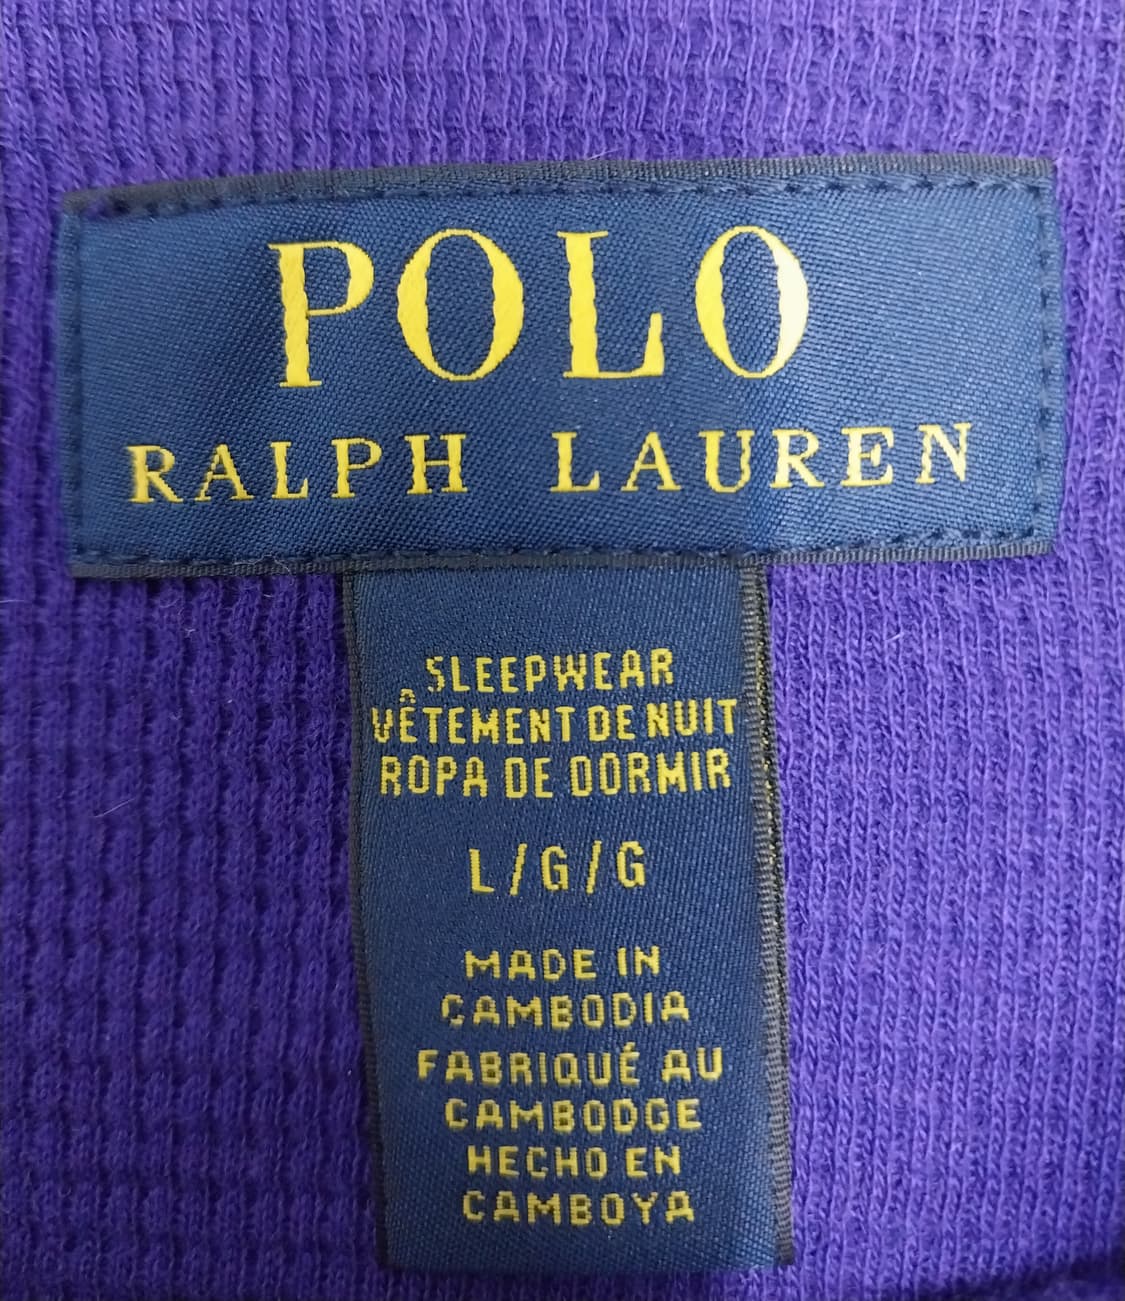 POLO
RALPH LAUREN
SLEEPWEAR
VÊTEMENT DE NUIT
ROPA DE DORMIR
L/G/G
MADE IN
CAMBODIA
FABRIQUÉ AU
CAMBODGE
HECHO EN
CAMBOYA